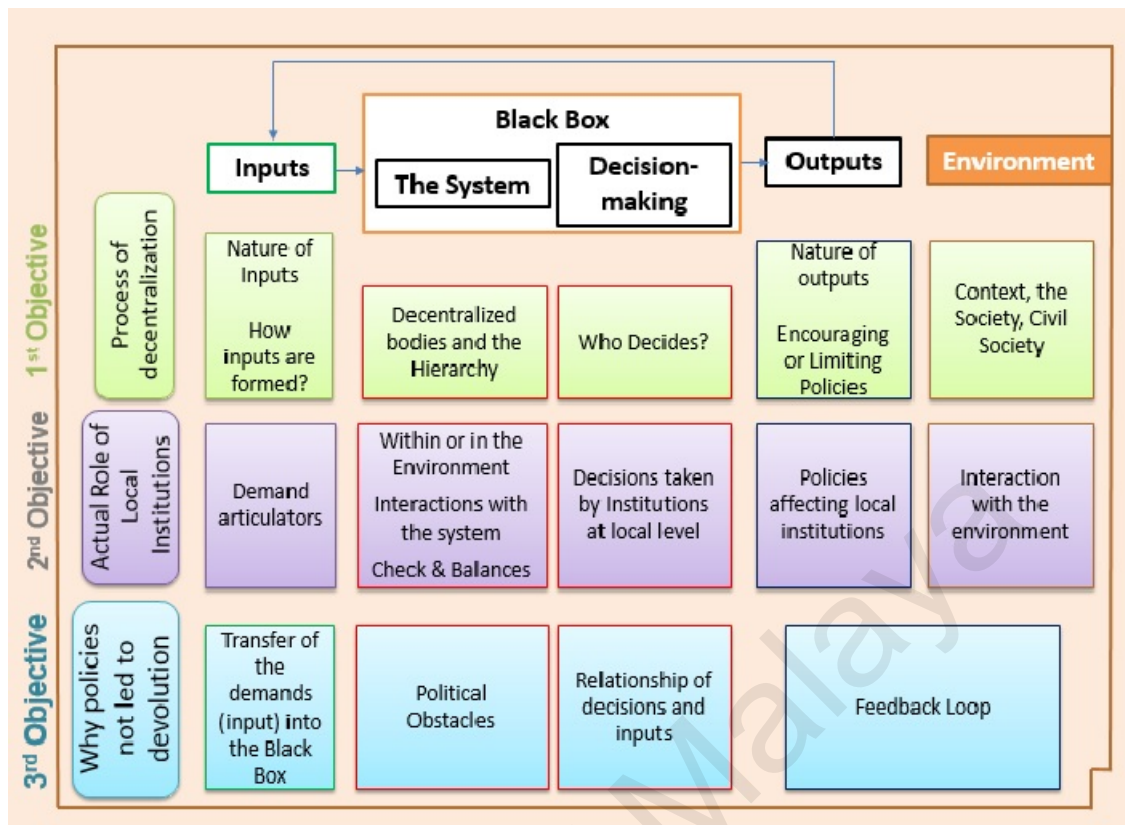 Black Box
Inputs
The System
Decision-
making
Outputs
Environment
1st Objective
Process of
decentralization
Nature of
Inputs
How
inputs are
formed?
Decentralized
bodies and the
Hierarchy
Who Decides?
Nature of
outputs
Encouraging
or Limiting
Policies
Context, the
Society, Civil
Society
2nd Objective
Actual Role of
Local
Institutions
Demand
articulators
Within or in the
Environment
Interactions with
the system
Check & Balances
Decisions taken
by Institutions
at local level
Policies
affecting local
institutions
Interaction
with the
environment
3rd Objective
Why policies
not led to
devolution
Transfer of
the
demands
(input) into
the Black
Box
Political
Obstacles
Relationship of
decisions and
inputs
Feedback Loop
Malaya